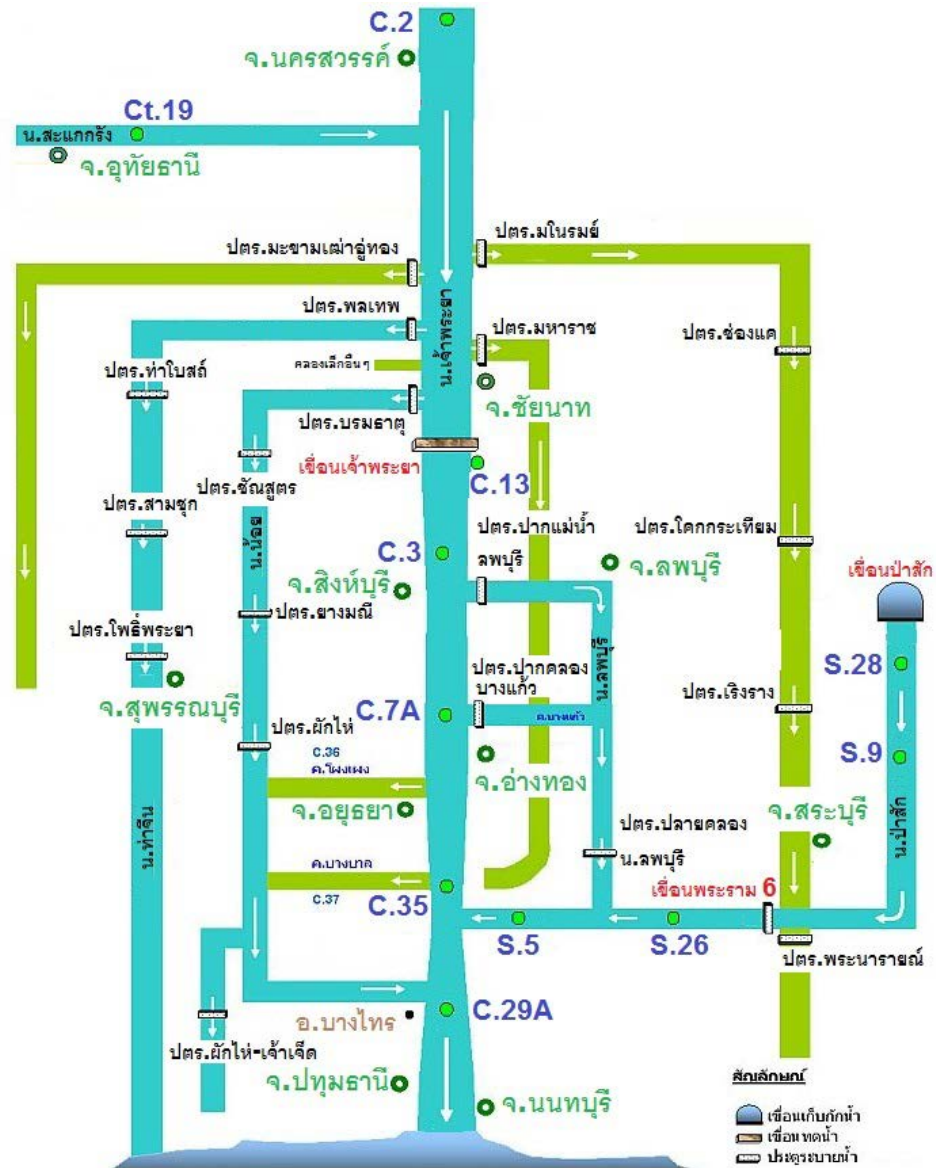 C.2
จ.นครสวรรค์
Ct.19
น.สะแกกรัง
จ.อุทัยธานี
ปตร.มโนรมย์
ปตร.มะขามเฒ่าอู่ทอง
ปตร.พลเทพ
น.เจ้าพระยา
ปตร.มหาราช
ปตร.ช่องแค
คลองเล็กอื่นๆ
ปตร.ท่าโบสถ์
จ.ชัยนาท
ปตร.บรมธาตุ
เขื่อนเจ้าพระยา
ปตร.ชัณสูตร
C.13
ปตร.สามชุก
ปตร.ปากแม่น้ำ
ลพบุรี
ปตร.โคกกระเทียม
น.น้อย
C.3
จ.ลพบุรี
เขื่อนป่าสัก
จ.สิงห์บุรี
ปตร.ยางมณี
ปตร.โพธิ์พระยา
น.ลพบุรี
S.28
จ.สุพรรณบุรี
ปตร.ปากคลอง
บางแก้ว
ปตร.เริงราง
C.7A
ค.บางแก้ว
ปตร.ผักไห่
C.36
ค.โผงเผง
S.9
จ.อ่างทอง
จ.อยุธยา
จ.สระบุรี
น.ป่าสัก
น.ท่าจีน
ปตร.ปลายคลอง
น.ลพบุรี
ค.บางบาล
C.37
C.35
เขื่อนพระราม 6
S.5
S.26
ปตร.พระนารายณ์
C.29A
อ.บางไทร
ปตร.ผักไห่-เจ้าเจ็ด
จ.ปทุมธานี
จ.นนทบุรี
สัญลักษณ์
เขื่อนเก็บกักน้ำ
เขื่อนทดน้ำ
ประตูระบายน้ำ